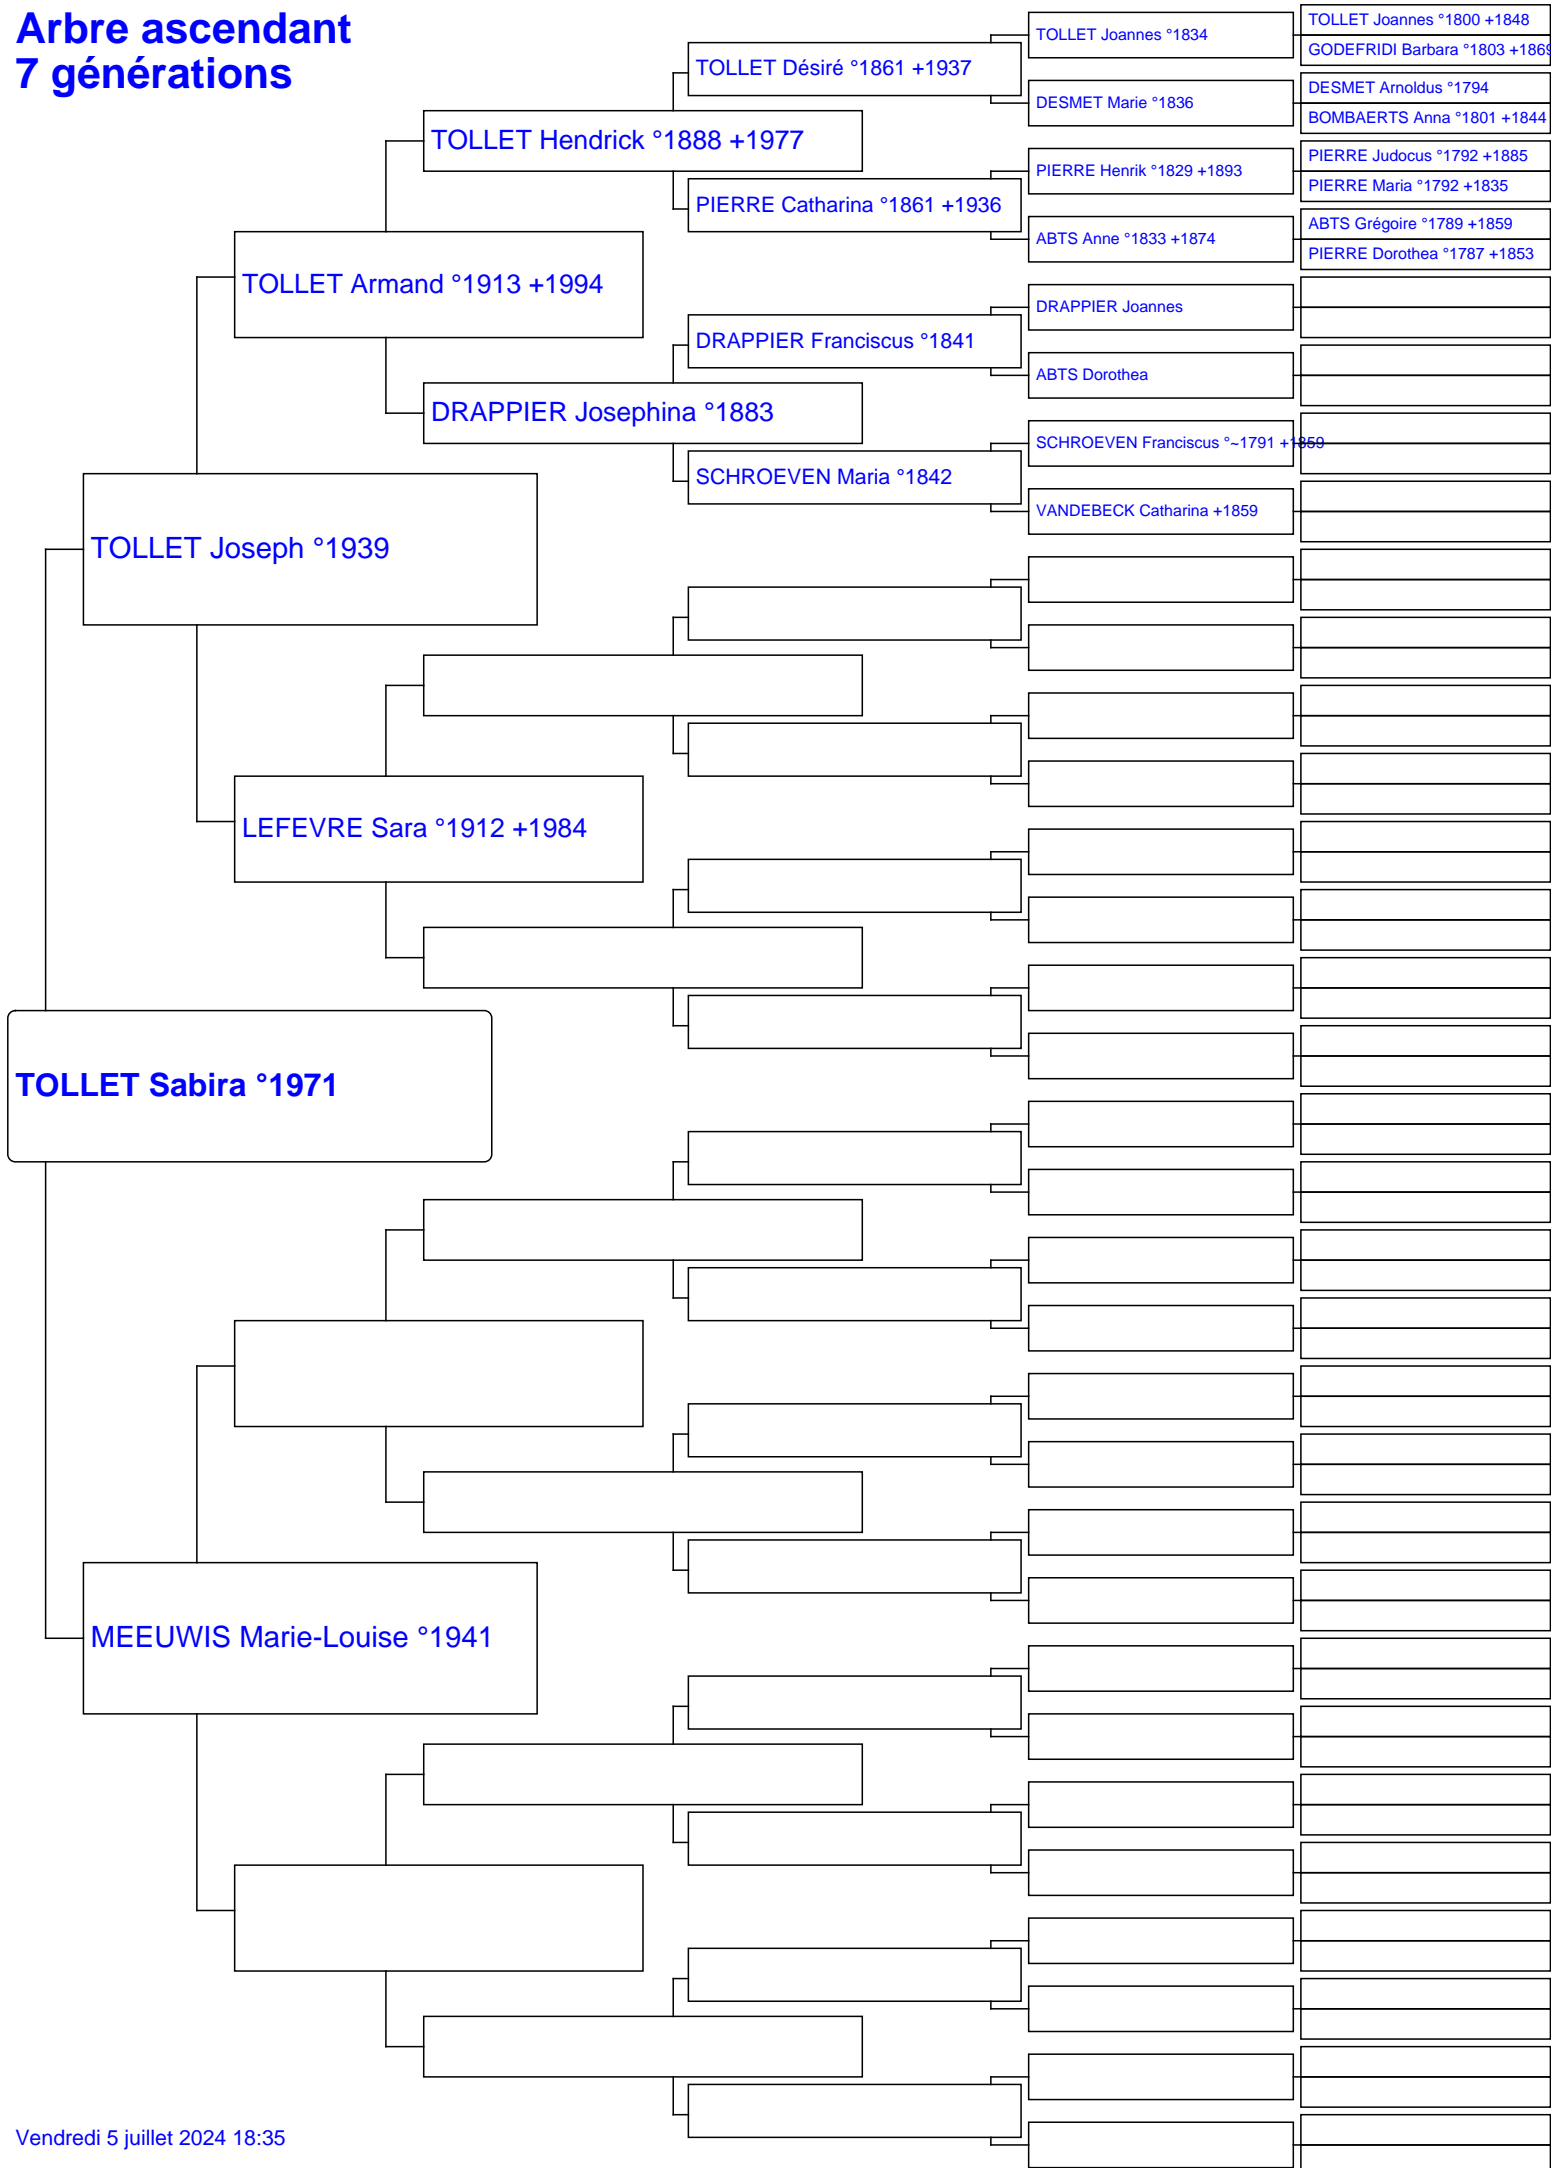 Arbre ascendant
7 générations
TOLLET Joannes °1800 +1848
TOLLET Joannes °1834
GODEFRIDI Barbara °1803 +1869
TOLLET Désiré °1861 +1937
DESMET Arnoldus °1794
DESMET Marie °1836
BOMBAERTS Anna °1801 +1844
TOLLET Hendrick °1888 +1977
PIERRE Judocus °1792 +1885
PIERRE Henrik °1829 +1893
PIERRE Maria °1792 +1835
PIERRE Catharina °1861 +1936
ABTS Grégoire °1789 +1859
ABTS Anne °1833 +1874
PIERRE Dorothea °1787 +1853
TOLLET Armand °1913 +1994
DRAPPIER Joannes
DRAPPIER Franciscus °1841
ABTS Dorothea
DRAPPIER Josephina °1883
SCHROEVEN Franciscus °~1791 +1859
SCHROEVEN Maria °1842
VANDEBECK Catharina +1859
TOLLET Joseph °1939
LEFEVRE Sara °1912 +1984
TOLLET Sabira °1971
MEEUWIS Marie-Louise °1941
Vendredi 5 juillet 2024 18:35